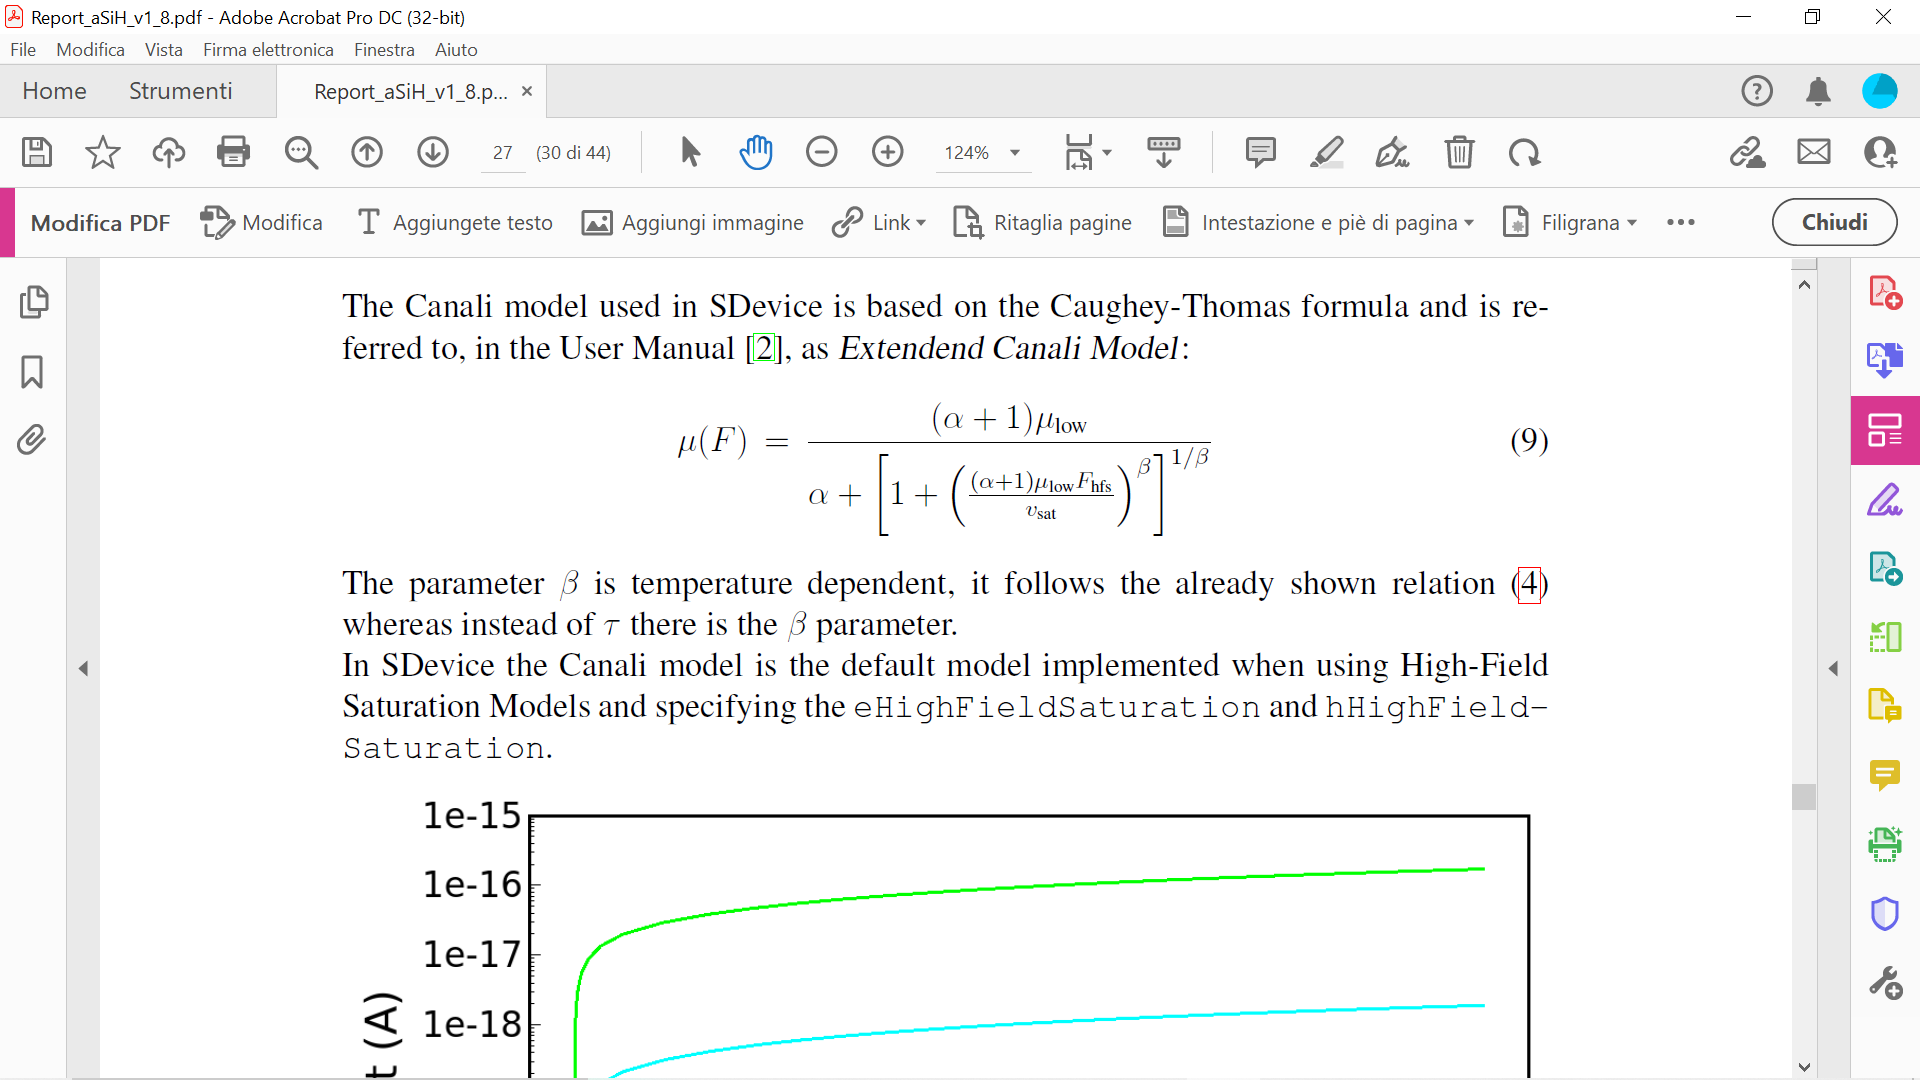 Report_aSiH_v1_8.pdf - Adobe Acrobat Pro DC (32-bit)
File Modifica Vista Firma elettronica Finestra Aiuto
Home Strumenti Report_aSiH_v1_8.p... ×
27 (30 di 44) 124%
Modifica PDF Modifica Aggiungete testo Aggiungi immagine Link Ritaglia pagine Intestazione e piè di pagina Filigrana Chiudi
The Canali model used in SDevice is based on the Caughey-Thomas formula and is re-
ferred to, in the User Manual [2], as Extendend Canali Model:
μ(F) = (α + 1)μlow / α + [1 + ((α+1)μlowFhfs / vsat)^β]^1/β (9)
The parameter β is temperature dependent, it follows the already shown relation (4)
whereas instead of τ there is the β parameter.
In SDevice the Canali model is the default model implemented when using High-Field
Saturation Models and specifying the eHighFieldSaturation and hHighField-
Saturation.
1e-15
1e-16
1e-17
1e-18
t (A)